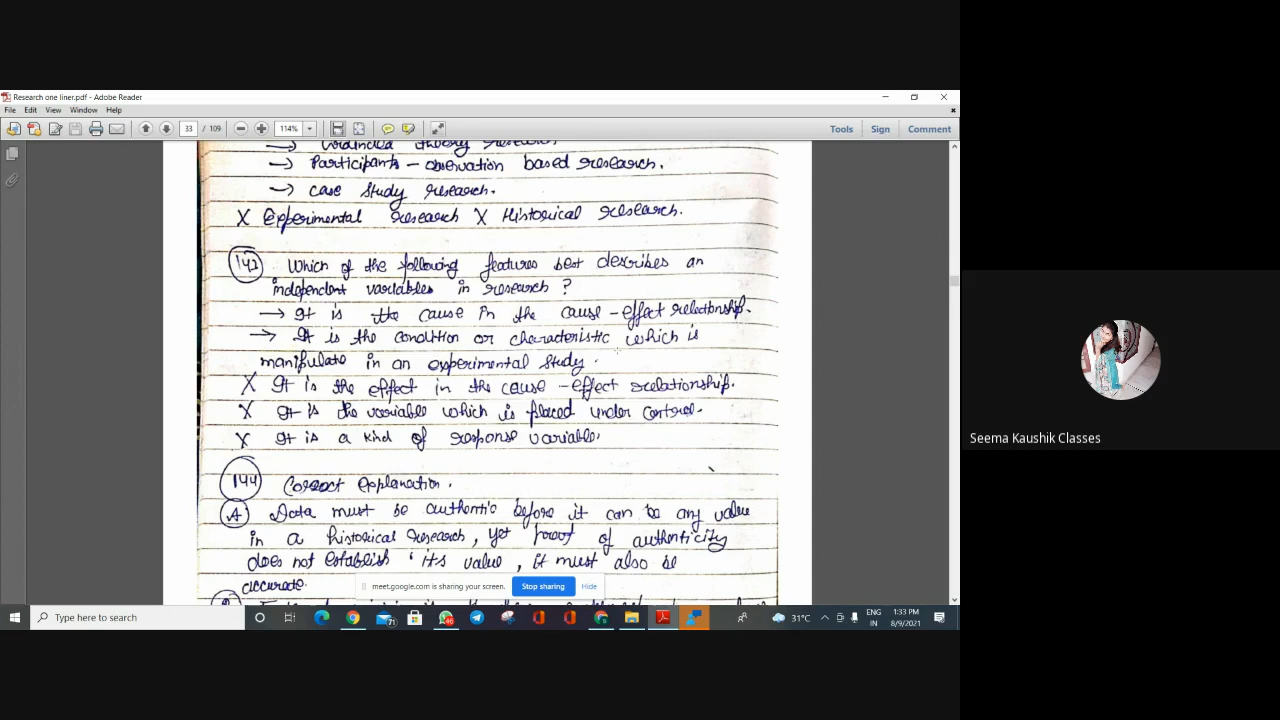 Research one liner.pdf - Adobe Reader
File Edit View Window Help
33 / 109 114% Tools Sign Comment
theory
→ Participants - observation based research.
→ case study research.
X Experimental research X Historical research.
143 Which of the following features best describes an
independent variables in research ?
→ It is the cause in the cause - effect relationship.
→ It is the condition or characteristic which is
manipulate in an experimental study.
X It is the effect in the cause - effect relationship.
X It is the variable which is placed under control.
X It is a kind of response variable.
144 Correct explanation.
A Data must be authentic before it can be any value
in a historical research, yet proof of authenticity
does not establish its value, it must also be
accurate.
meet.google.com is sharing your screen. Stop sharing Hide
Type here to search
71
96
31°C
ENG
IN
1:33 PM
8/9/2021
Seema Kaushik Classes